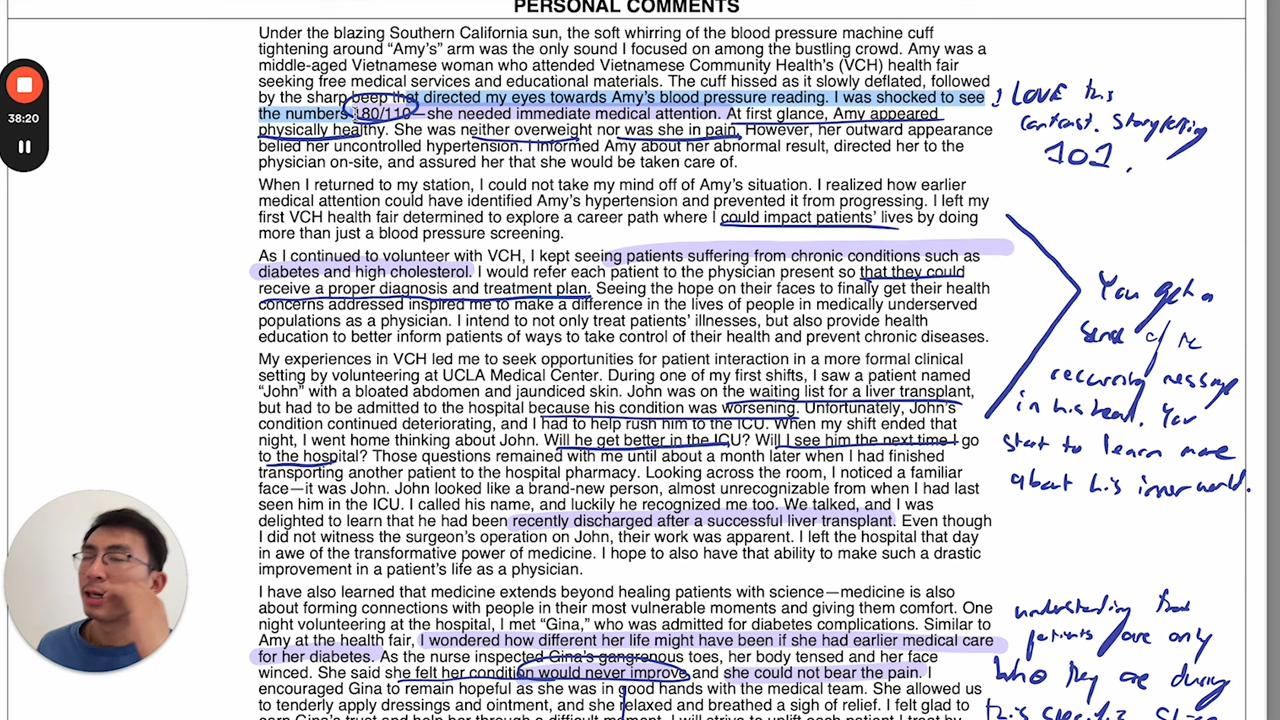 PERSONAL COMMENTS
Under the blazing Southern California sun, the soft whirring of the blood pressure machine cuff
tightening around “Amy’s” arm was the only sound I focused on among the bustling crowd. Amy was a
middle-aged Vietnamese woman who attended Vietnamese Community Health’s (VCH) health fair
seeking free medical services and educational materials. The cuff hissed as it slowly deflated, followed
by the sharp beep that directed my eyes towards Amy’s blood pressure reading. I was shocked to see
the numbers 180/110—she needed immediate medical attention. At first glance, Amy appeared
physically healthy. She was neither overweight nor was she in pain. However, her outward appearance
belied her uncontrolled hypertension. I informed Amy about her abnormal result, directed her to the
physician on-site, and assured her that she would be taken care of.
When I returned to my station, I could not take my mind off of Amy’s situation. I realized how earlier
medical attention could have identified Amy’s hypertension and prevented it from progressing. I left my
first VCH health fair determined to explore a career path where I could impact patients’ lives by doing
more than just a blood pressure screening.
As I continued to volunteer with VCH, I kept seeing patients suffering from chronic conditions such as
diabetes and high cholesterol. I would refer each patient to the physician present so that they could
receive a proper diagnosis and treatment plan. Seeing the hope on their faces to finally get their health
concerns addressed inspired me to make a difference in the lives of people in medically underserved
populations as a physician. I intend to not only treat patients’ illnesses, but also provide health
education to better inform patients of ways to take control of their health and prevent chronic diseases.
My experiences in VCH led me to seek opportunities for patient interaction in a more formal clinical
setting by volunteering at UCLA Medical Center. During one of my first shifts, I saw a patient named
“John” with a bloated abdomen and jaundiced skin. John was on the waiting list for a liver transplant,
but had to be admitted to the hospital because his condition was worsening. Unfortunately, John’s
condition continued deteriorating, and I had to help rush him to the ICU. When my shift ended that
night, I went home thinking about John. Will he get better in the ICU? Will I see him the next time I go
to the hospital? Those questions remained with me until about a month later when I had finished
transporting another patient to the hospital pharmacy. Looking across the room, I noticed a familiar
face—it was John. John looked like a brand-new person, almost unrecognizable from when I had last
seen him in the ICU. I called his name, and luckily he recognized me too. We talked, and I was
delighted to learn that he had been recently discharged after a successful liver transplant. Even though
I did not witness the surgeon’s operation on John, their work was apparent. I left the hospital that day
in awe of the transformative power of medicine. I hope to also have that ability to make such a drastic
improvement in a patient’s life as a physician.
I have also learned that medicine extends beyond healing patients with science—medicine is also
about forming connections with people in their most vulnerable moments and giving them comfort. One
night volunteering at the hospital, I met “Gina,” who was admitted for diabetes complications. Similar to
Amy at the health fair, I wondered how different her life might have been if she had earlier medical care
for her diabetes. As the nurse inspected Gina’s gangrenous toes, her body tensed and her face
winced. She said she felt her condition would never improve and she could not bear the pain. I
encouraged Gina to remain hopeful as she was in good hands with the medical team. She allowed us
to tenderly apply dressings and ointment, and she relaxed and breathed a sigh of relief. I felt glad to
earn Gina’s trust and help her through a difficult moment. I will strive to uplift each patient I treat by
I LOVE this
contrast. Storytelling
101.
You get a
sense of the
recurring message
in his head. You
start to learn more
about his inner world.
understanding that
patients are only
who they are during
this specific
38:20